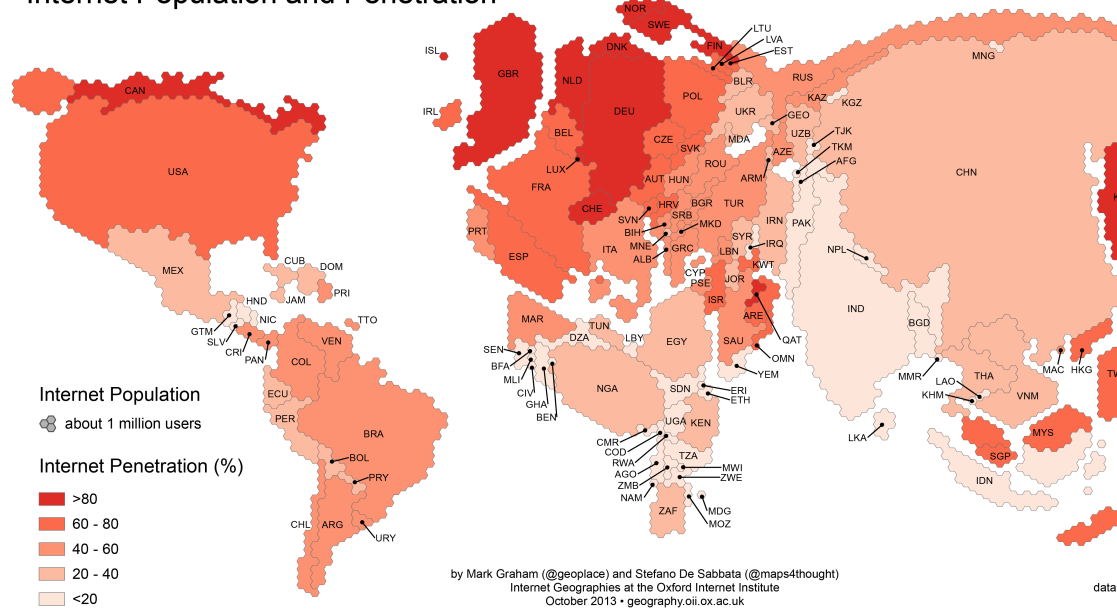 Internet Population and Penetration
NOR
SWE
FIN
LTU
LVA
EST
ISL
GBR
DNK
NLD
DEU
POL
BLR
RUS
MNG
CAN
IRL
BEL
CZE
SVK
UKR
MDA
KAZ
KGZ
GEO
UZB
TJK
TKM
AFG
AZE
ARM
USA
LUX
FRA
AUT
HUN
ROU
CHN
CHE
SVN
HRV
BGR
TUR
BIH
SRB
MKD
MNE
ALB
GRC
ITA
PRT
ESP
IRN
PAK
SYR
IRQ
LBN
KWT
CYP
PSE
JOR
ISR
NPL
MEX
CUB
DOM
JAM
PRI
HND
NIC
GTM
SLV
CRI
PAN
TTO
VEN
COL
ECU
PER
BRA
BOL
PRY
CHL
ARG
URY
MAR
TUN
DZA
LBY
EGY
SAU
ARE
QAT
OMN
YEM
IND
BGD
MMR
SEN
BFA
MLI
CIV
GHA
BEN
NGA
SDN
ERI
ETH
UGA
KEN
CMR
COD
RWA
AGO
ZMB
NAM
TZA
MWI
ZWE
ZAF
MDG
MOZ
LKA
THA
LAO
KHM
VNM
MAC
HKG
TW
MYS
SGP
IDN
K
Internet Population
about 1 million users
Internet Penetration (%)
>80
60 - 80
40 - 60
20 - 40
<20
by Mark Graham (@geoplace) and Stefano De Sabbata (@maps4thought)
Internet Geographies at the Oxford Internet Institute
October 2013 • geography.oii.ox.ac.uk
data